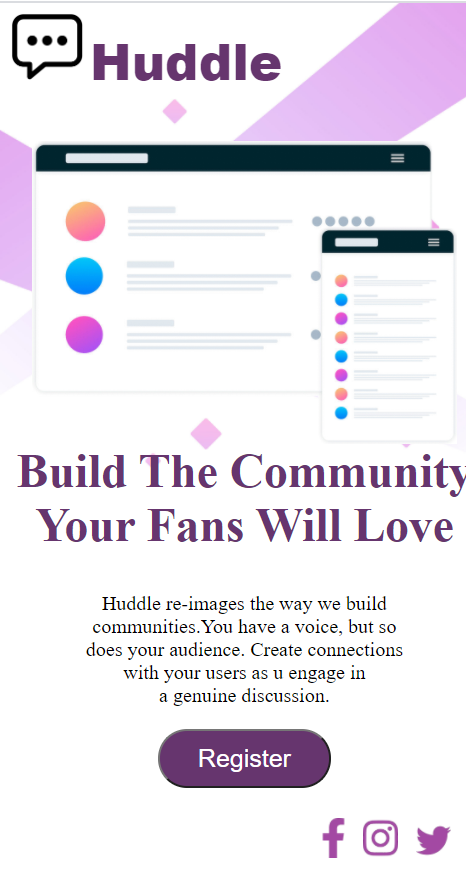 Huddle
Build The Community
Your Fans Will Love
Huddle re-images the way we build
communities.You have a voice, but so
does your audience. Create connections
with your users as u engage in
a genuine discussion.
Register